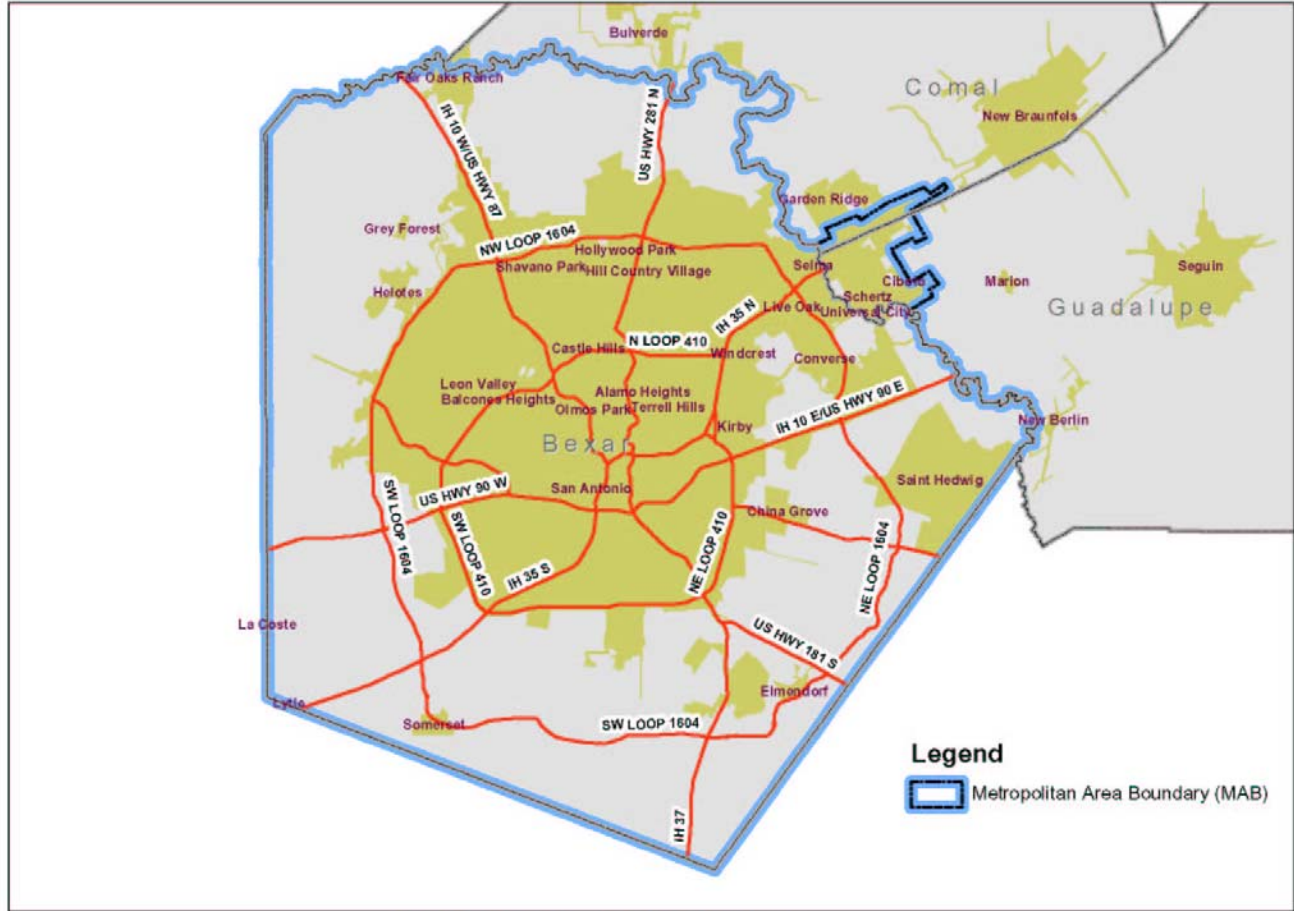 Bulverde
Fair Oaks Ranch
Comal
New Braunfels
IH 10 W/US HWY 87
US HWY 281 N
Garden Ridge
Grey Forest
NW LOOP 1604
Hollywood Park
Shavano Park
Hill Country Village
Selma
Seguin
Helotes
Cibolo
Marion
Schertz
Live Oak
Universal City
Guadalupe
IH 35 N
N LOOP 410
Castle Hills
Windcrest
Converse
Leon Valley
Balcones Heights
Alamo Heights
Olmos Park
Terrell Hills
IH 10 E/US HWY 90 E
Kirby
New Berlin
Bexar
Saint Hedwig
San Antonio
US HWY 90 W
China Grove
SW LOOP 1604
SW LOOP 410
IH 35 S
NE LOOP 410
NE LOOP 1604
La Coste
US HWY 181 S
Elmendorf
Lytle
Somerset
SW LOOP 1604
IH 37
Legend
Metropolitan Area Boundary (MAB)